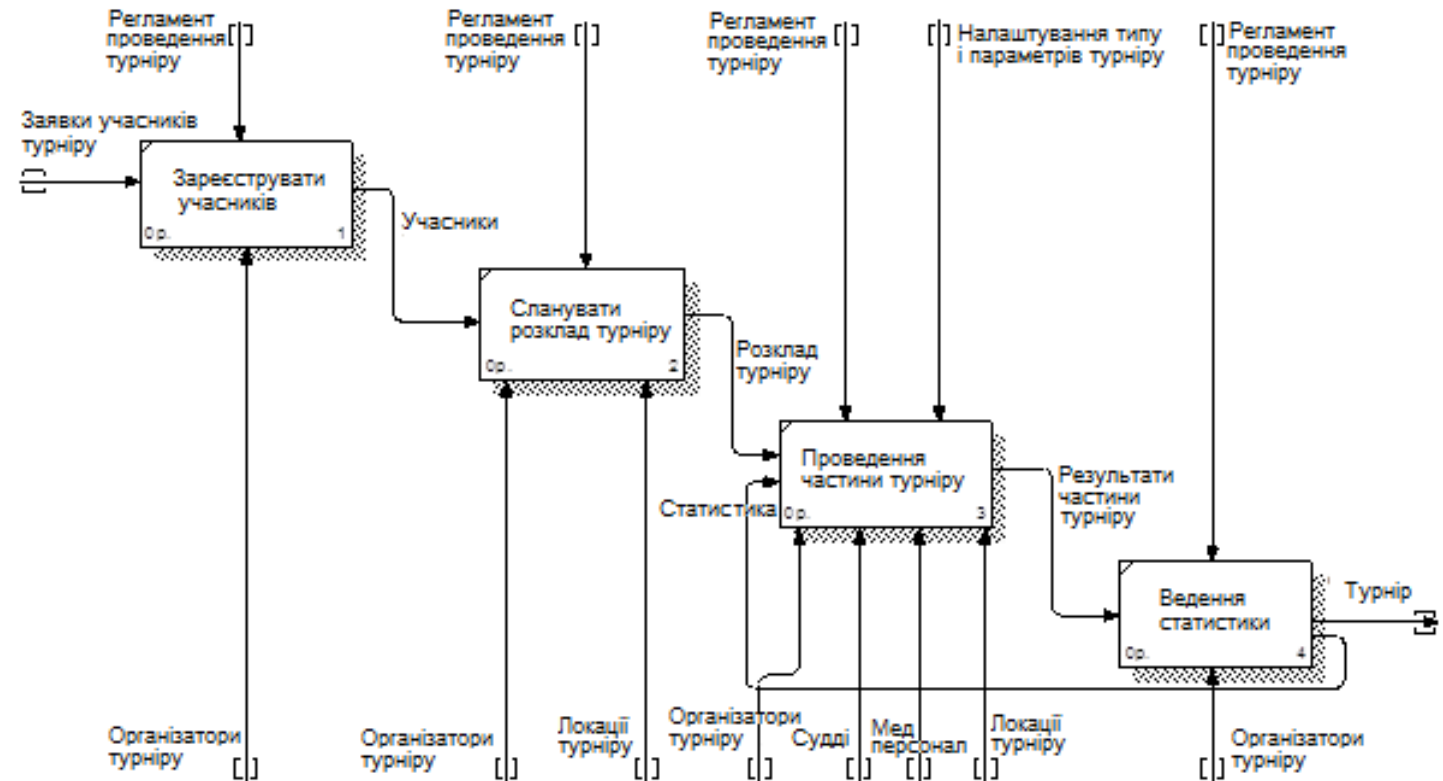 Регламент
проведення
турніру
Регламент
проведення
турніру
Регламент
проведення
турніру
Налаштування типу
і параметрів турніру
Регламент
проведення
турніру
Заявки учасників
турніру
Зареєструвати
учасників
0р.
1
Учасники
Сланувати
розклад турніру
0р.
2
Розклад
турніру
Проведення
частини турніру
0р.
3
Статистика
Результати
частини
турніру
Ведення
статистики
0р.
4
Турнір
Організатори
турніру
Організатори
турніру
Локації
турніру
Організатори
турніру
Судді
Мед
персонал
Локації
турніру
Організатори
турніру